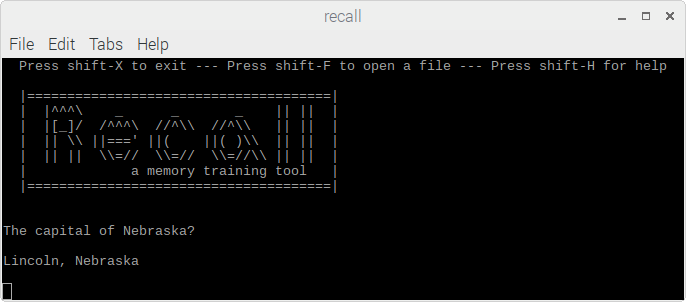 recall
File Edit Tabs Help
Press shift-X to exit --- Press shift-F to open a file --- Press shift-H for help
|======================================|
|  |^^^\    _      _       _    || ||  |
|  |[_]/  /^^^\  //^\\  //^\\   || ||  |
|  || \\ ||===' ||(    ||( )\\  || ||  |
|  || ||  \\=//  \\=//  \\=//\\ || ||  |
|             a memory training tool   |
|======================================|
The capital of Nebraska?
Lincoln, Nebraska